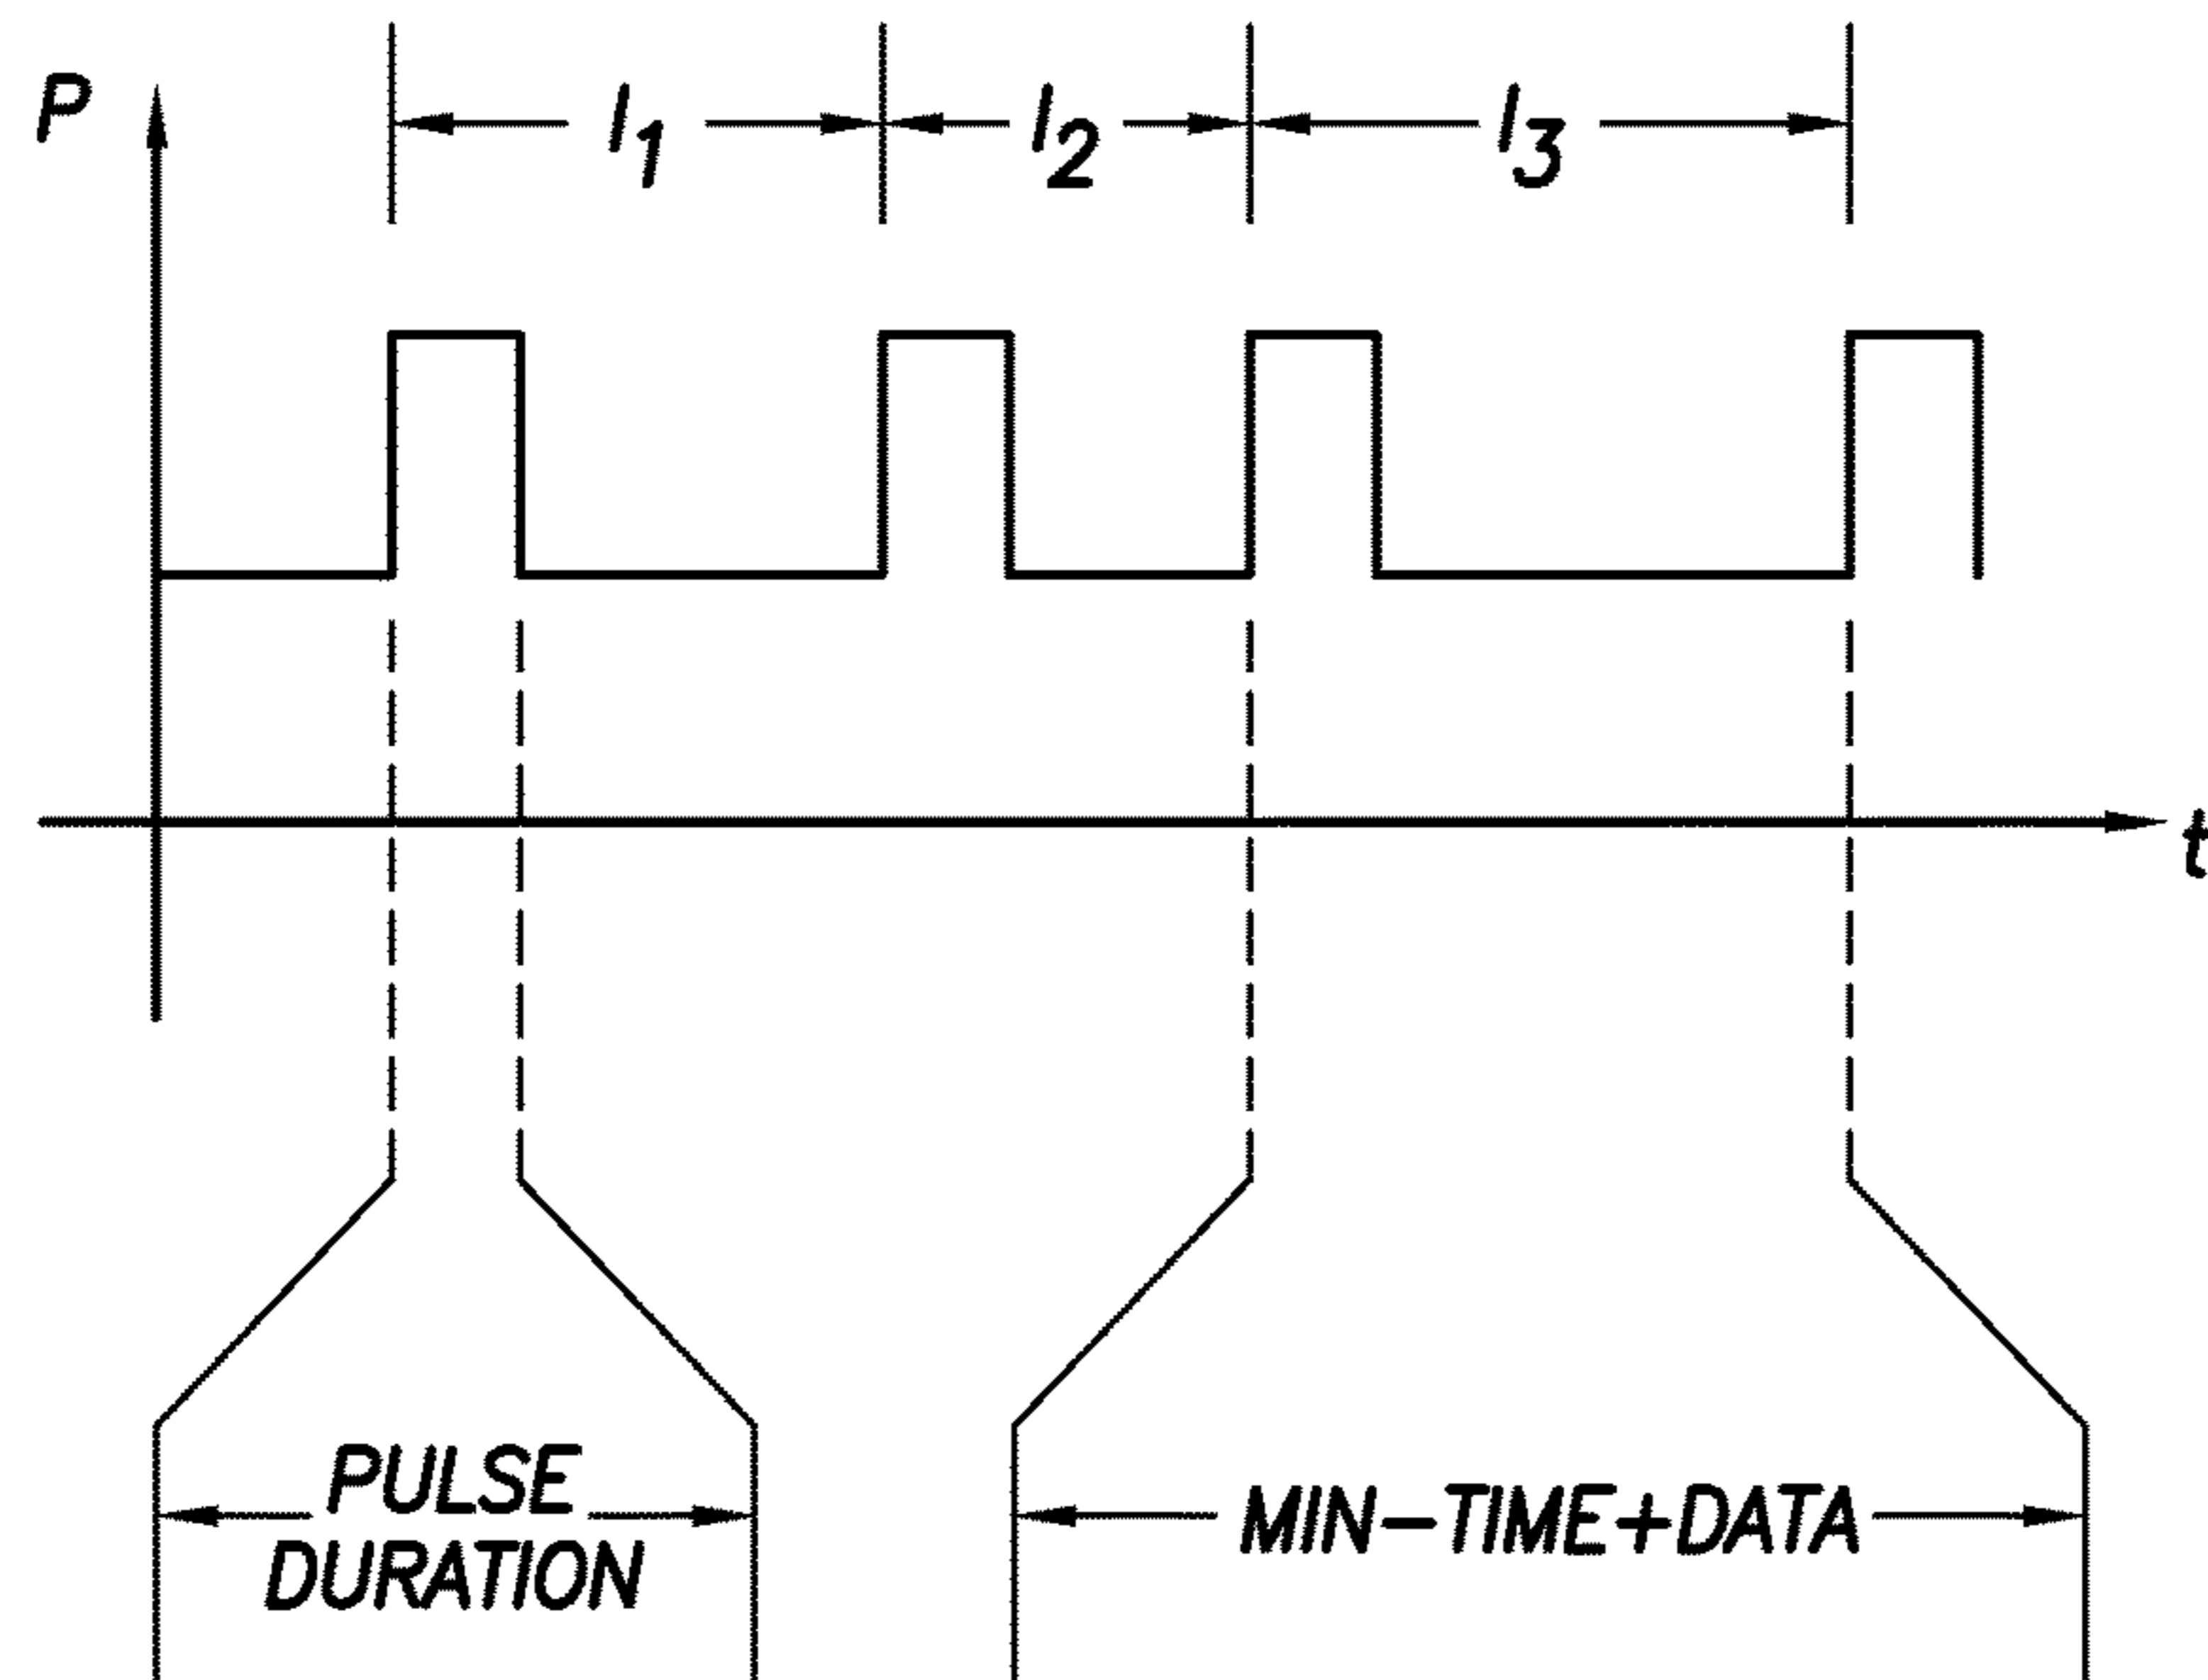 P
I1
I2
I3
t
PULSE
DURATION
MIN-TIME+DATA